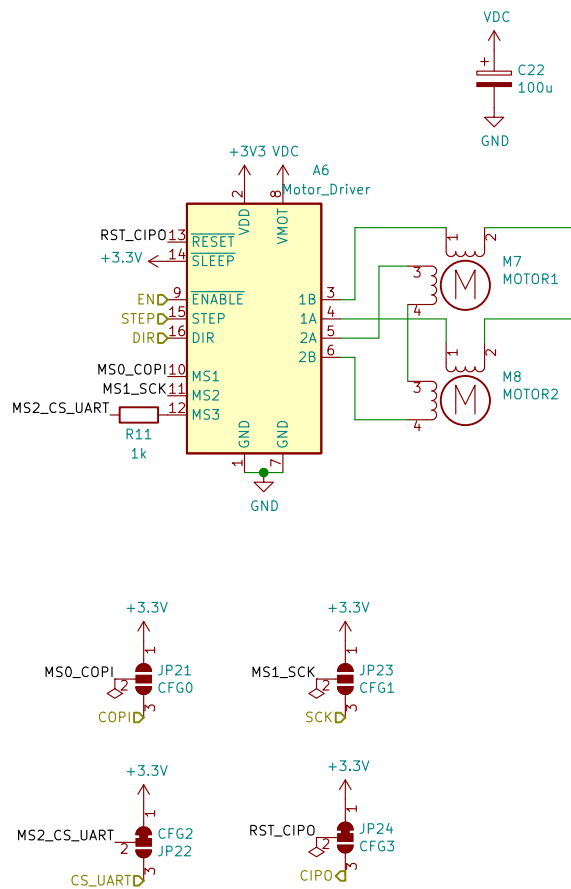 VDC
+
C22
100u
GND
+3V3 VDC
A6
Motor_Driver
2
8
VDD
VMOT
RST_CIPO 13 RESET
+3.3V 14 SLEEP
EN 9 ENABLE
STEP 15 STEP
DIR 16 DIR
MS0_COPI 10 MS1
MS1_SCK 11 MS2
MS2_CS_UART 12 MS3
R11
1k
1B 3
1A 4
2A 5
2B 6
GND GND
1 7
GND
1 2
M7
MOTOR1
3
4
M
1 2
M8
MOTOR2
3
4
M
+3.3V
1
MS0_COPI
2
JP21
CFG0
3
COPI
+3.3V
1
MS1_SCK
2
JP23
CFG1
3
SCK
+3.3V
1
MS2_CS_UART
2
CFG2
JP22
3
CS_UART
+3.3V
1
RST_CIPO
2
JP24
CFG3
3
CIPO